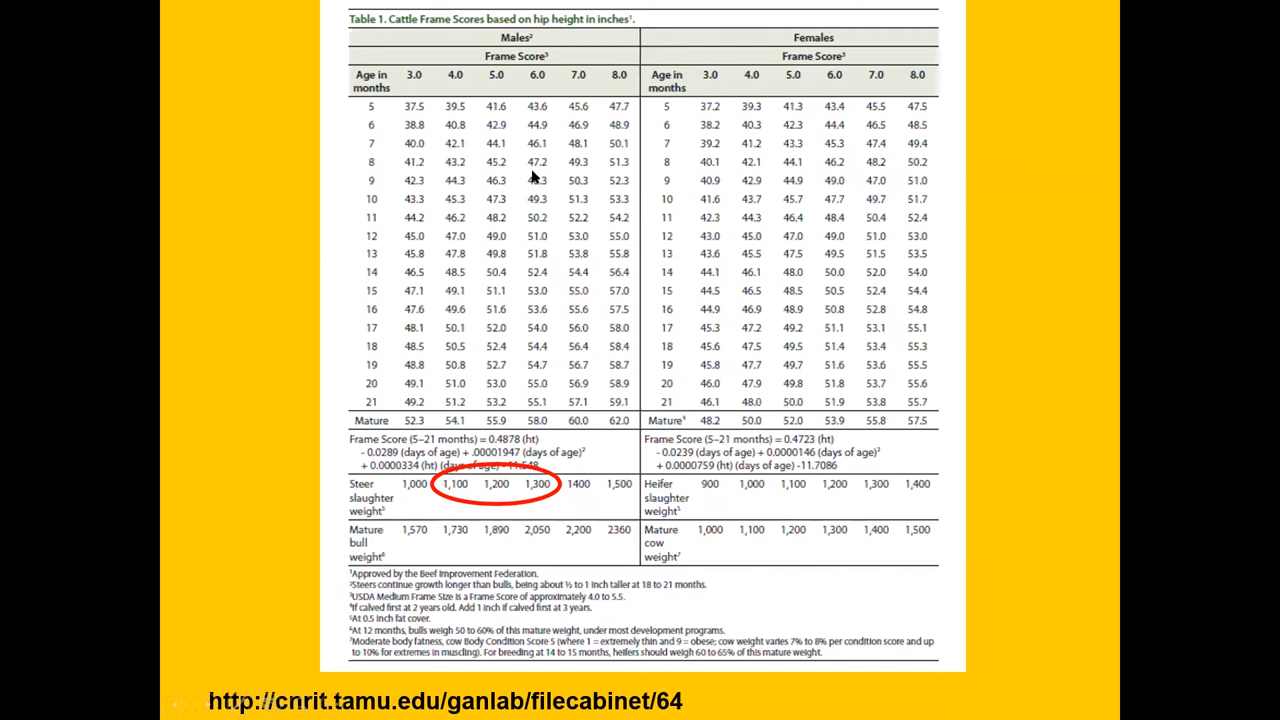 Table 1. Cattle Frame Scores based on hip height in inches¹.
Males² Females
Frame Score³ Frame Score³
Age in months 3.0 4.0 5.0 6.0 7.0 8.0 Age in months 3.0 4.0 5.0 6.0 7.0 8.0
5 37.5 39.5 41.6 43.6 45.6 47.7 5 37.2 39.3 41.3 43.4 45.5 47.5
6 38.8 40.8 42.9 44.9 46.9 48.9 6 38.2 40.3 42.3 44.4 46.5 48.5
7 40.0 42.1 44.1 46.1 48.1 50.1 7 39.2 41.2 43.3 45.3 47.4 49.4
8 41.2 43.2 45.2 47.2 49.3 51.3 8 40.1 42.1 44.1 46.2 48.2 50.2
9 42.3 44.3 46.3 50.3 52.3 9 40.9 42.9 44.9 49.0 47.0 51.0
10 43.3 45.3 47.3 49.3 51.3 53.3 10 41.6 43.7 45.7 47.7 49.7 51.7
11 44.2 46.2 48.2 50.2 52.2 54.2 11 42.3 44.3 46.4 48.4 50.4 52.4
12 45.0 47.0 49.0 51.0 53.0 55.0 12 43.0 45.0 47.0 49.0 51.0 53.0
13 45.8 47.8 49.8 51.8 53.8 55.8 13 43.6 45.5 47.5 49.5 51.5 53.5
14 46.5 48.5 50.4 52.4 54.4 56.4 14 44.1 46.1 48.0 50.0 52.0 54.0
15 47.1 49.1 51.1 53.0 55.0 57.0 15 44.5 46.5 48.5 50.5 52.4 54.4
16 47.6 49.6 51.6 53.6 55.6 57.5 16 44.9 46.9 48.9 50.8 52.8 54.8
17 48.1 50.1 52.0 54.0 56.0 58.0 17 45.3 47.2 49.2 51.1 53.1 55.1
18 48.5 50.5 52.4 54.4 56.4 58.4 18 45.6 47.5 49.5 51.4 53.4 55.3
19 48.8 50.8 52.7 54.7 56.7 58.7 19 45.8 47.7 49.7 51.6 53.6 55.5
20 49.1 51.0 53.0 55.0 56.9 58.9 20 46.0 47.9 49.8 51.8 53.7 55.6
21 49.2 51.2 53.2 55.1 57.1 59.1 21 46.1 48.0 50.0 51.9 53.8 55.7
Mature 52.3 54.1 55.9 58.0 60.0 62.0 Mature⁴ 48.2 50.0 52.0 53.9 55.8 57.5
Frame Score (5–21 months) = 0.4878 (ht)
- 0.0289 (days of age) + .00001947 (days of age)²
+ 0.0000334 (ht) (days of age) - 11.548
Frame Score (5–21 months) = 0.4723 (ht)
- 0.0239 (days of age) + 0.0000146 (days of age)²
+ 0.0000759 (ht) (days of age) -11.7086
Steer slaughter weight⁵ 1,000 1,100 1,200 1,300 1400 1,500 Heifer slaughter weight⁵ 900 1,000 1,100 1,200 1,300 1,400
Mature bull weight⁶ 1,570 1,730 1,890 2,050 2,200 2360 Mature cow weight⁷ 1,000 1,100 1,200 1,300 1,400 1,500
¹Approved by the Beef Improvement Federation.
²Steers continue growth longer than bulls, being about ½ to 1 inch taller at 18 to 21 months.
³USDA Medium Frame Size is a Frame Score of approximately 4.0 to 5.5.
⁴If calved first at 2 years old. Add 1 inch if calved first at 3 years.
⁵At 0.5 inch fat cover.
⁶At 12 months, bulls weigh 50 to 60% of this mature weight, under most development programs.
⁷Moderate body fatness, cow Body Condition Score 5 (where 1 = extremely thin and 9 = obese; cow weight varies 7% to 8% per condition score and up
to 10% for extremes in muscling). For breeding at 14 to 15 months, heifers should weigh 60 to 65% of this mature weight.
http://cnrit.tamu.edu/ganlab/filecabinet/64